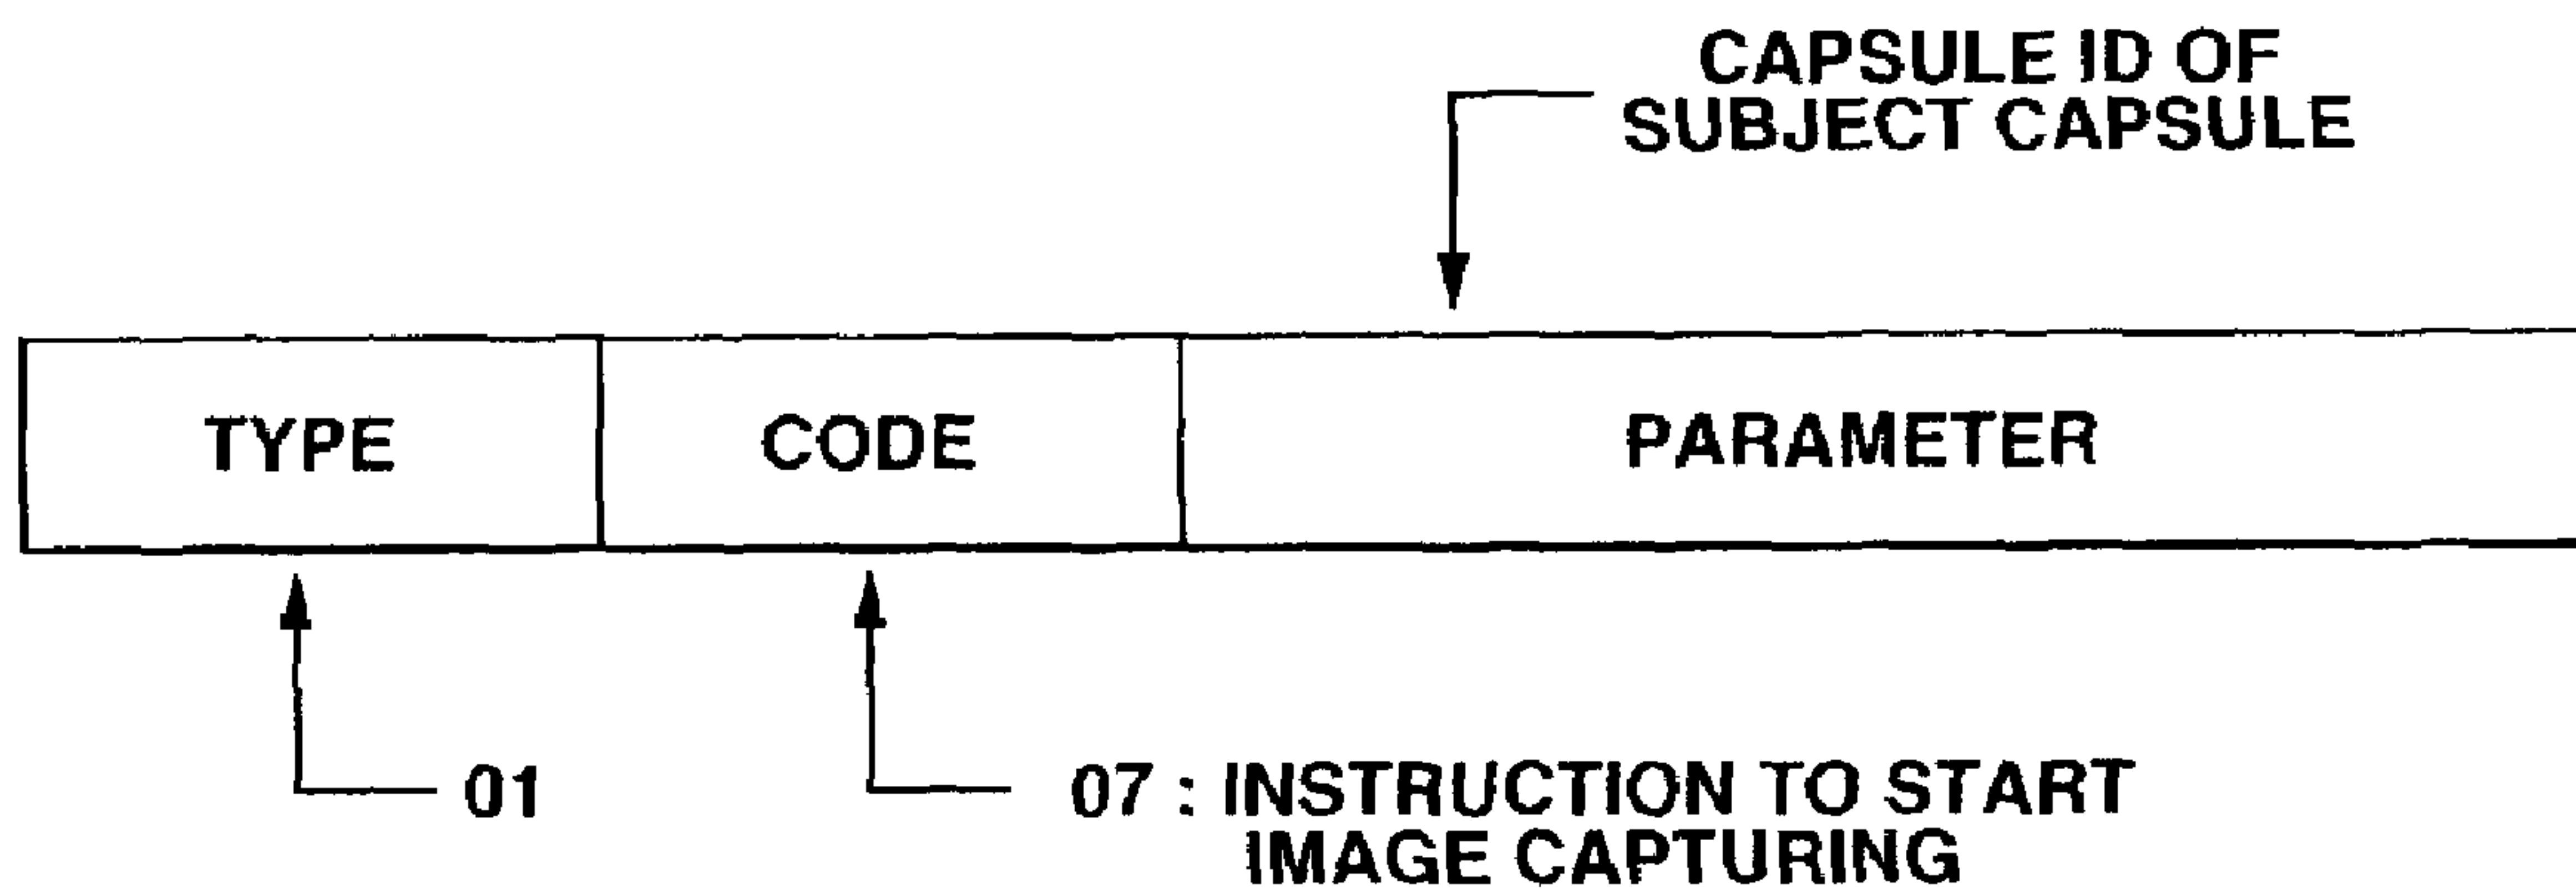 CAPSULE ID OF
SUBJECT CAPSULE
TYPE
CODE
PARAMETER
01
07 : INSTRUCTION TO START
IMAGE CAPTURING